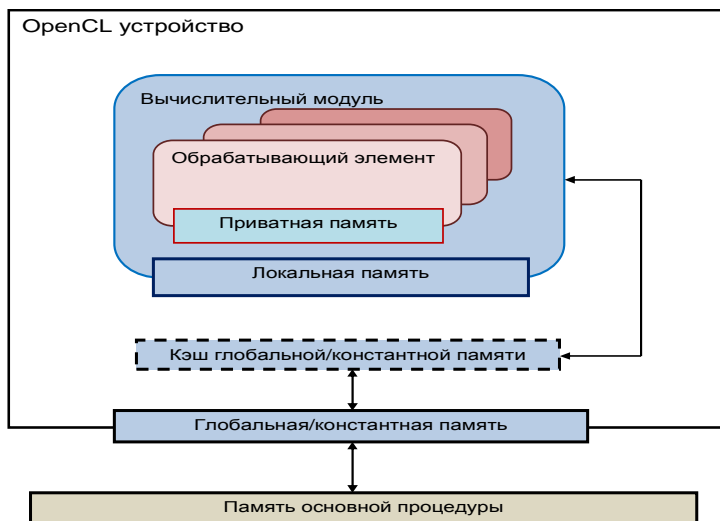 OpenCL устройство
Вычислительный модуль
Обрабатывающий элемент
Приватная память
Локальная память
Кэш глобальной/константной памяти
Глобальная/константная память
Память основной процедуры